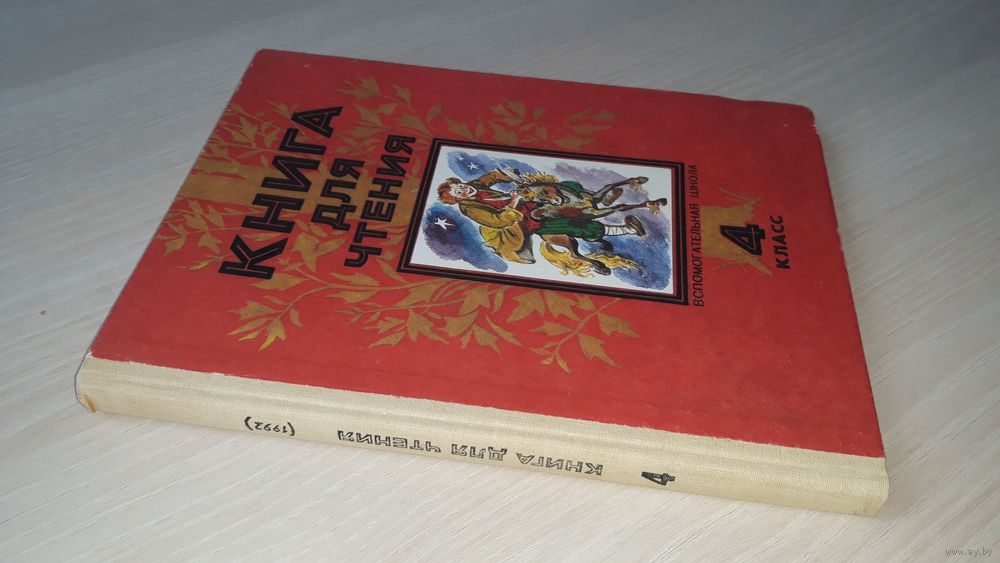 КНИГА
ДЛЯ
ЧТЕНИЯ
ВСПОМОГАТЕЛЬНАЯ ШКОЛА
4
КЛАСС
4 КНИГА ДЛЯ ЧТЕНИЯ (1992)
www.ay.by